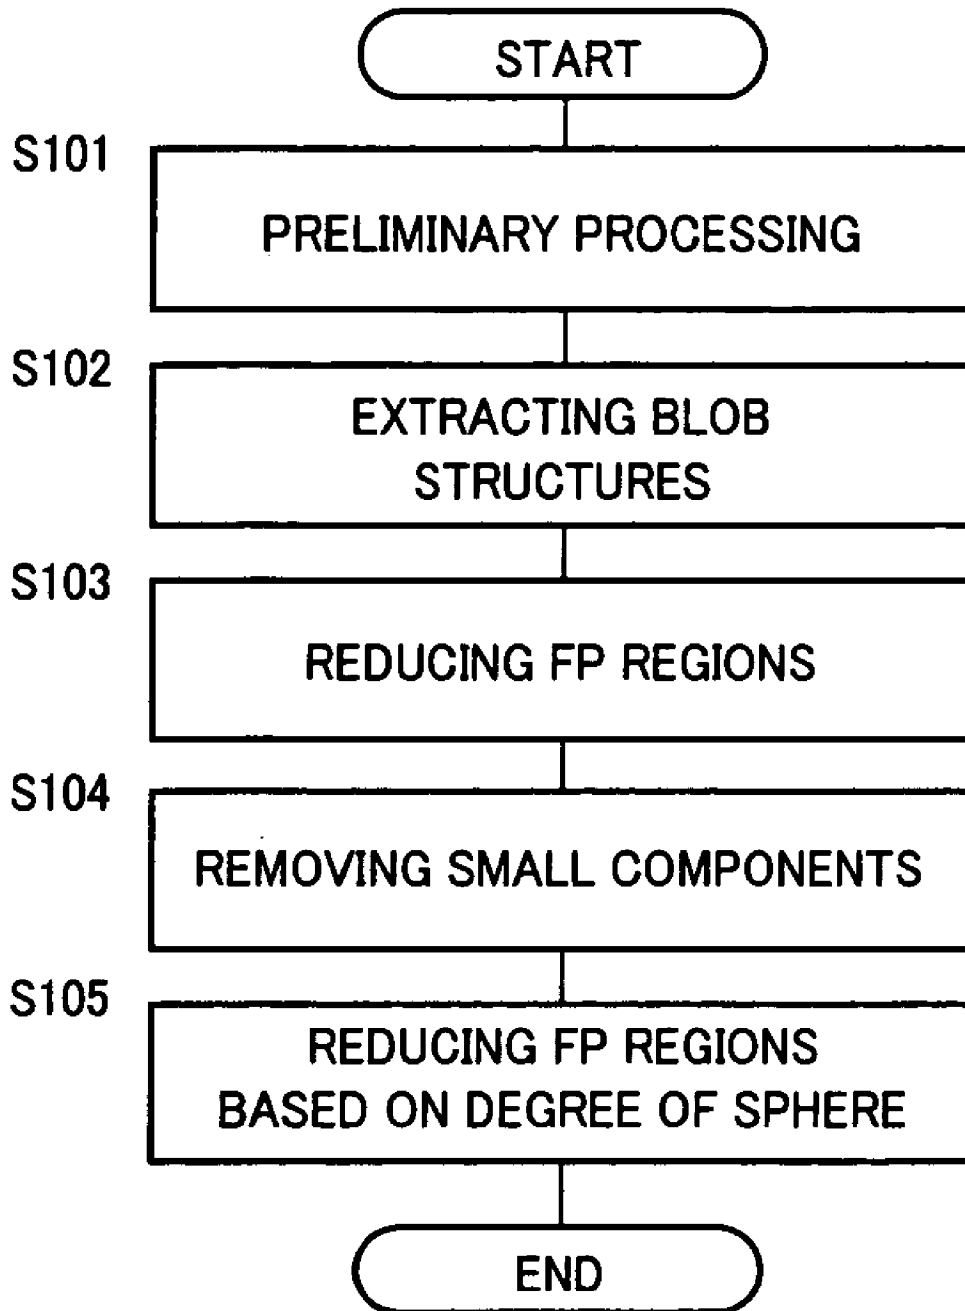 START
S101
PRELIMINARY PROCESSING
S102
EXTRACTING BLOB
STRUCTURES
S103
REDUCING FP REGIONS
S104
REMOVING SMALL COMPONENTS
S105
REDUCING FP REGIONS
BASED ON DEGREE OF SPHERE
END